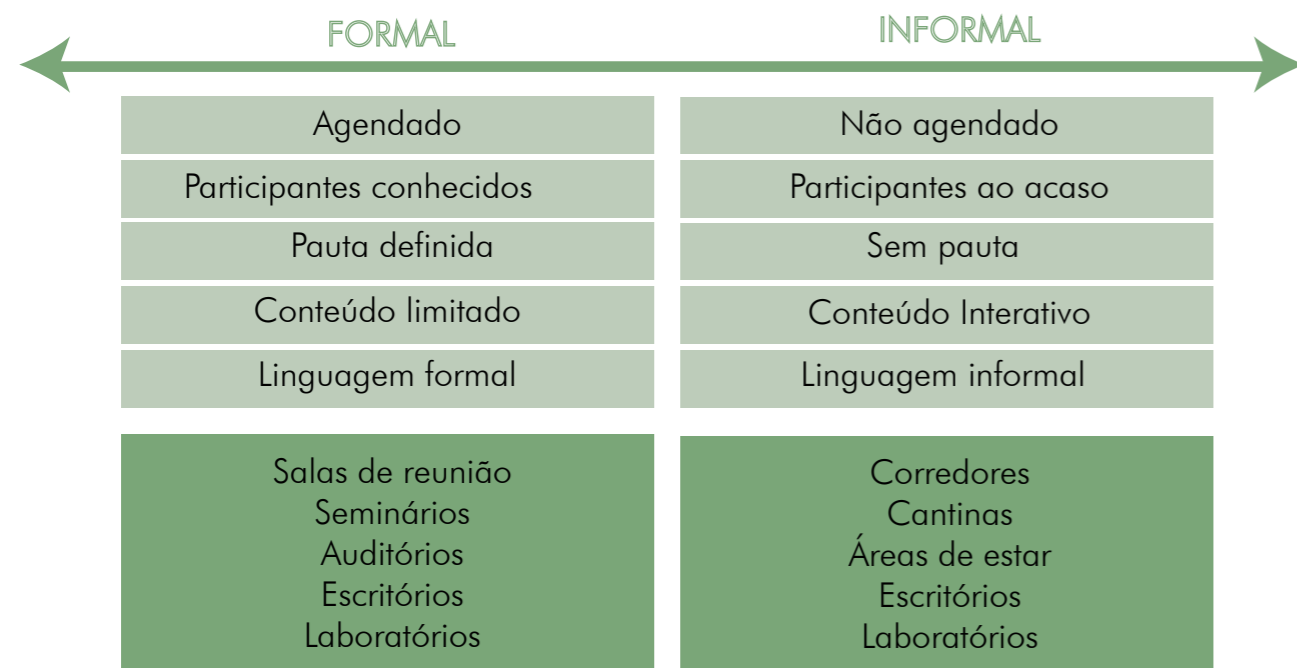 FORMAL
INFORMAL
Agendado
Não agendado
Participantes conhecidos
Participantes ao acaso
Pauta definida
Sem pauta
Conteúdo limitado
Conteúdo Interativo
Linguagem formal
Linguagem informal
Salas de reunião
Seminários
Auditórios
Escritórios
Laboratórios
Corredores
Cantinas
Áreas de estar
Escritórios
Laboratórios